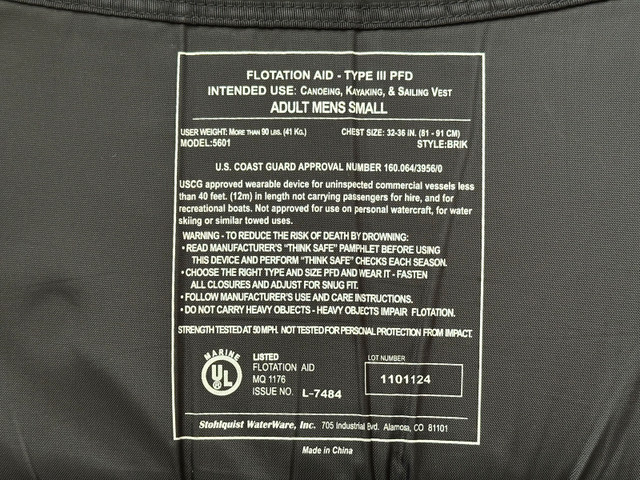 FLOTATION AID - TYPE III PFD
INTENDED USE: CANOEING, KAYAKING, & SAILING VEST
ADULT MENS SMALL
USER WEIGHT: MORE THAN 90 LBS. (41 KG.) CHEST SIZE: 32-36 IN. (81 - 91 CM)
MODEL:5601 STYLE:BRIK
U.S. COAST GUARD APPROVAL NUMBER 160.064/3956/0
USCG approved wearable device for uninspected commercial vessels less
than 40 feet. (12m) in length not carrying passengers for hire, and for
recreational boats. Not approved for use on personal watercraft, for water
skiing or similar towed uses.
WARNING - TO REDUCE THE RISK OF DEATH BY DROWNING:
• READ MANUFACTURER'S "THINK SAFE" PAMPHLET BEFORE USING
THIS DEVICE AND PERFORM "THINK SAFE" CHECKS EACH SEASON.
• CHOOSE THE RIGHT TYPE AND SIZE PFD AND WEAR IT - FASTEN
ALL CLOSURES AND ADJUST FOR SNUG FIT.
• FOLLOW MANUFACTURER'S USE AND CARE INSTRUCTIONS.
• DO NOT CARRY HEAVY OBJECTS - HEAVY OBJECTS IMPAIR FLOTATION.
STRENGTH TESTED AT 50 MPH. NOT TESTED FOR PERSONAL PROTECTION FROM IMPACT.
MARINE
UL
®
LISTED
FLOTATION AID
MQ 1176
ISSUE NO. L-7484
LOT NUMBER
1101124
Stohlquist WaterWare, Inc. 705 Industrial Blvd. Alamosa, CO 81101
Made in China